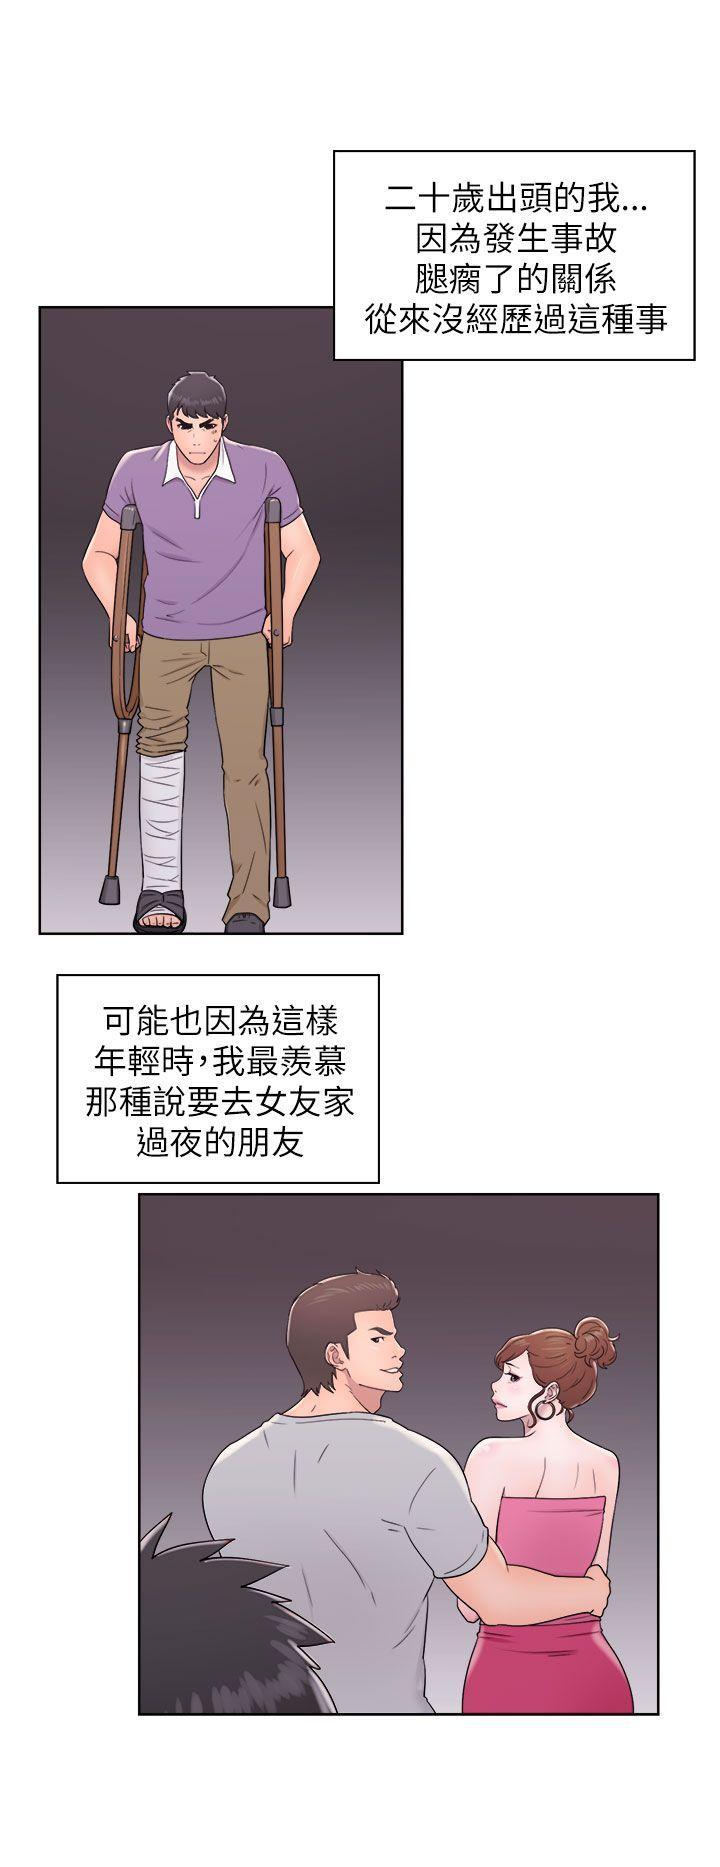 二十歲出頭的我...
因為發生事故
腿瘸了的關係
從來沒經歷過這種事
可能也因為這樣
年輕時，我最羨慕
那種說要去女友家
過夜的朋友